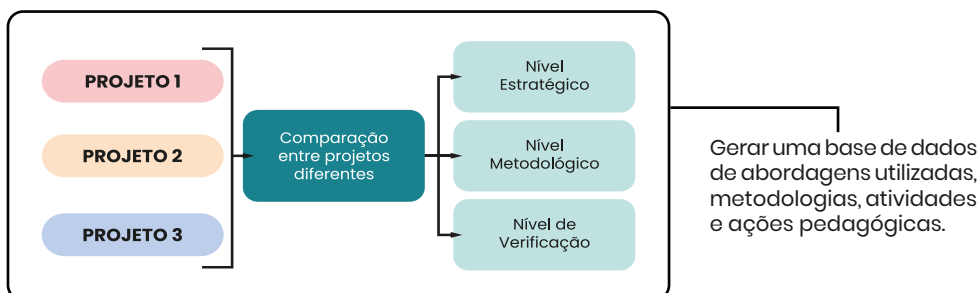 PROJETO 1
PROJETO 2
PROJETO 3
Comparação
entre projetos
diferentes
Nível
Estratégico
Nível
Metodológico
Nível de
Verificação
Gerar uma base de dados
de abordagens utilizadas,
metodologias, atividades
e ações pedagógicas.